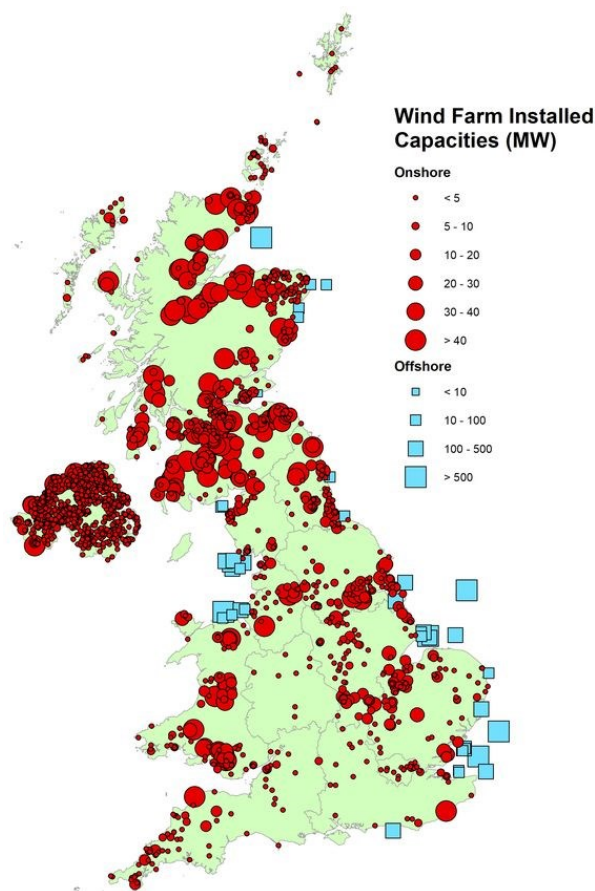 Wind Farm Installed
Capacities (MW)
Onshore
< 5
5 - 10
10 - 20
20 - 30
30 - 40
> 40
Offshore
< 10
10 - 100
100 - 500
> 500